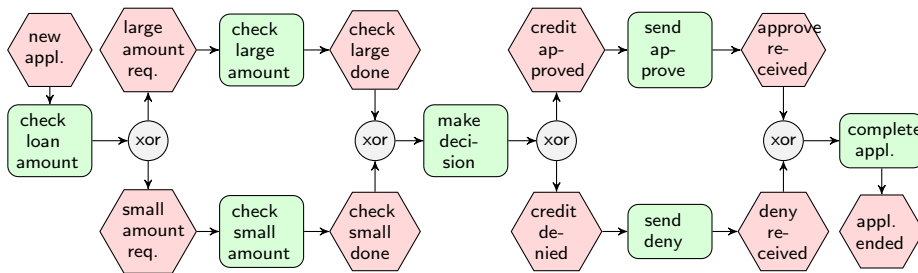 new
appl.
check
loan
amount
xor
large
amount
req.
check
large
amount
check
large
done
small
amount
req.
check
small
amount
check
small
done
xor
make
deci-
sion
xor
credit
ap-
proved
send
ap-
prove
approve
re-
ceived
credit
de-
nied
send
deny
deny
re-
ceived
xor
complete
appl.
appl.
ended